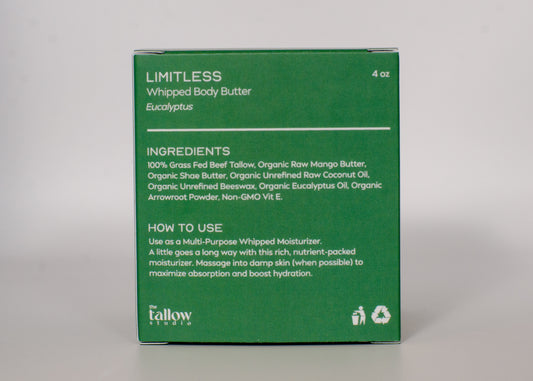 LIMITLESS
4 oz
Whipped Body Butter
Eucalyptus
INGREDIENTS
100% Grass Fed Beef Tallow, Organic Raw Mango Butter,
Organic Shae Butter, Organic Unrefined Raw Coconut Oil,
Organic Unrefined Beeswax, Organic Eucalyptus Oil, Organic
Arrowroot Powder, Non-GMO Vit E.
HOW TO USE
Use as a Multi-Purpose Whipped Moisturizer.
A little goes a long way with this rich, nutrient-packed
moisturizer. Massage into damp skin (when possible) to
maximize absorption and boost hydration.
the
tallow
studio